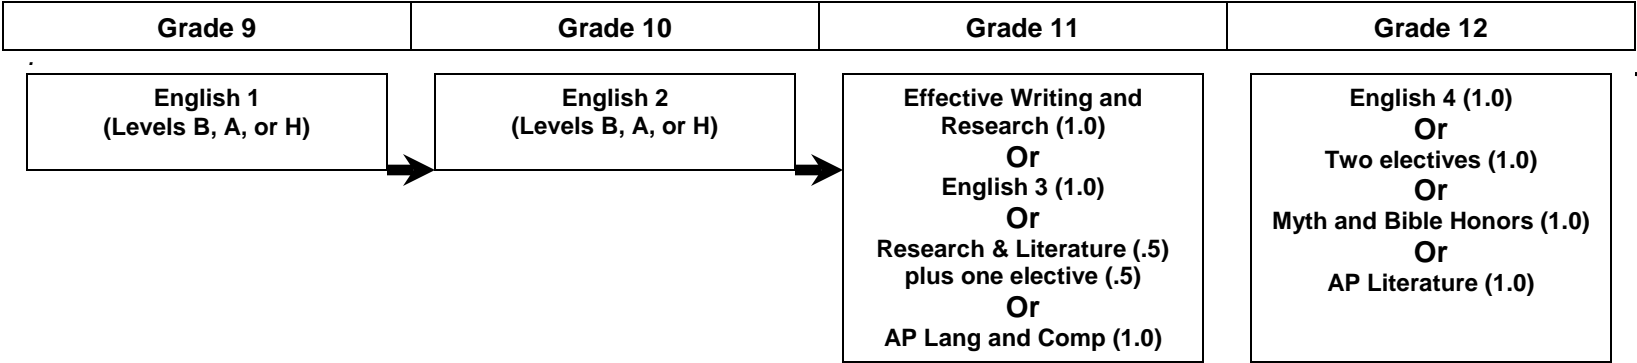 Grade 9
Grade 10
Grade 11
Grade 12
.
English 1
(Levels B, A, or H)
English 2
(Levels B, A, or H)
Effective Writing and
Research (1.0)
Or
English 3 (1.0)
Or
Research & Literature (.5)
plus one elective (.5)
Or
AP Lang and Comp (1.0)
English 4 (1.0)
Or
Two electives (1.0)
Or
Myth and Bible Honors (1.0)
Or
AP Literature (1.0)